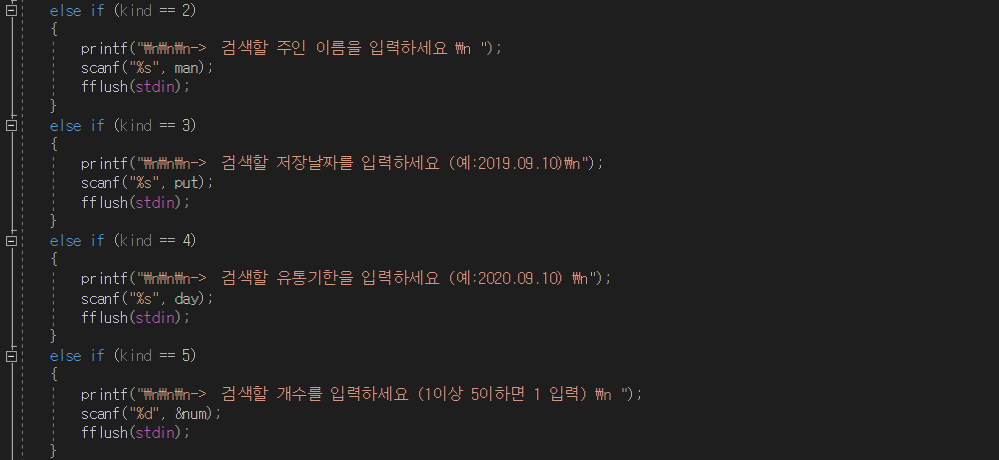 else if (kind == 2)
{
printf("₩n₩n₩n-> 검색할 주인 이름을 입력하세요 ₩n ");
scanf("%s", man);
fflush(stdin);
}
else if (kind == 3)
{
printf("₩n₩n₩n-> 검색할 저장날짜를 입력하세요 (예:2019.09.10)₩n");
scanf("%s", put);
fflush(stdin);
}
else if (kind == 4)
{
printf("₩n₩n₩n-> 검색할 유통기한을 입력하세요 (예:2020.09.10) ₩n");
scanf("%s", day);
fflush(stdin);
}
else if (kind == 5)
{
printf("₩n₩n₩n-> 검색할 개수를 입력하세요 (1이상 5이하면 1 입력) ₩n ");
scanf("%d", &num);
fflush(stdin);
}